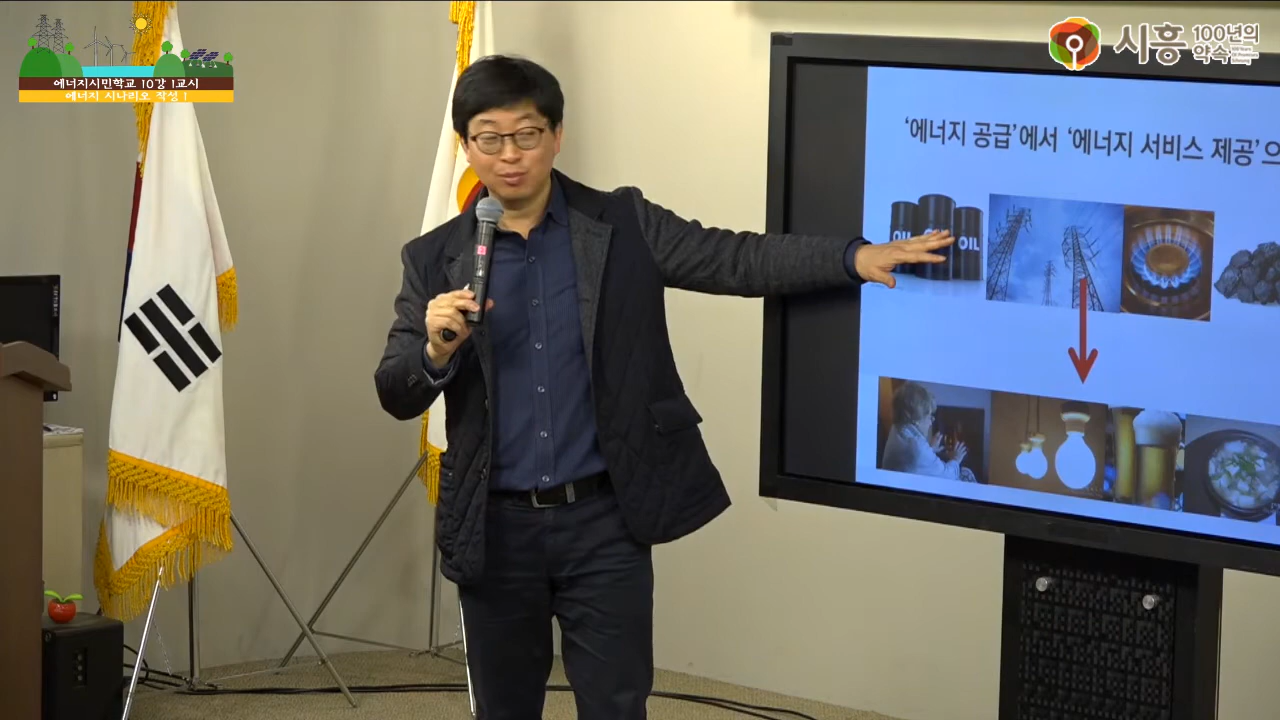 에너지시민학교 10강 1교시
에너지 시나리오 작성 1
시흥 100년의
약속
'에너지 공급'에서 '에너지 서비스 제공'으
OIL
OIL